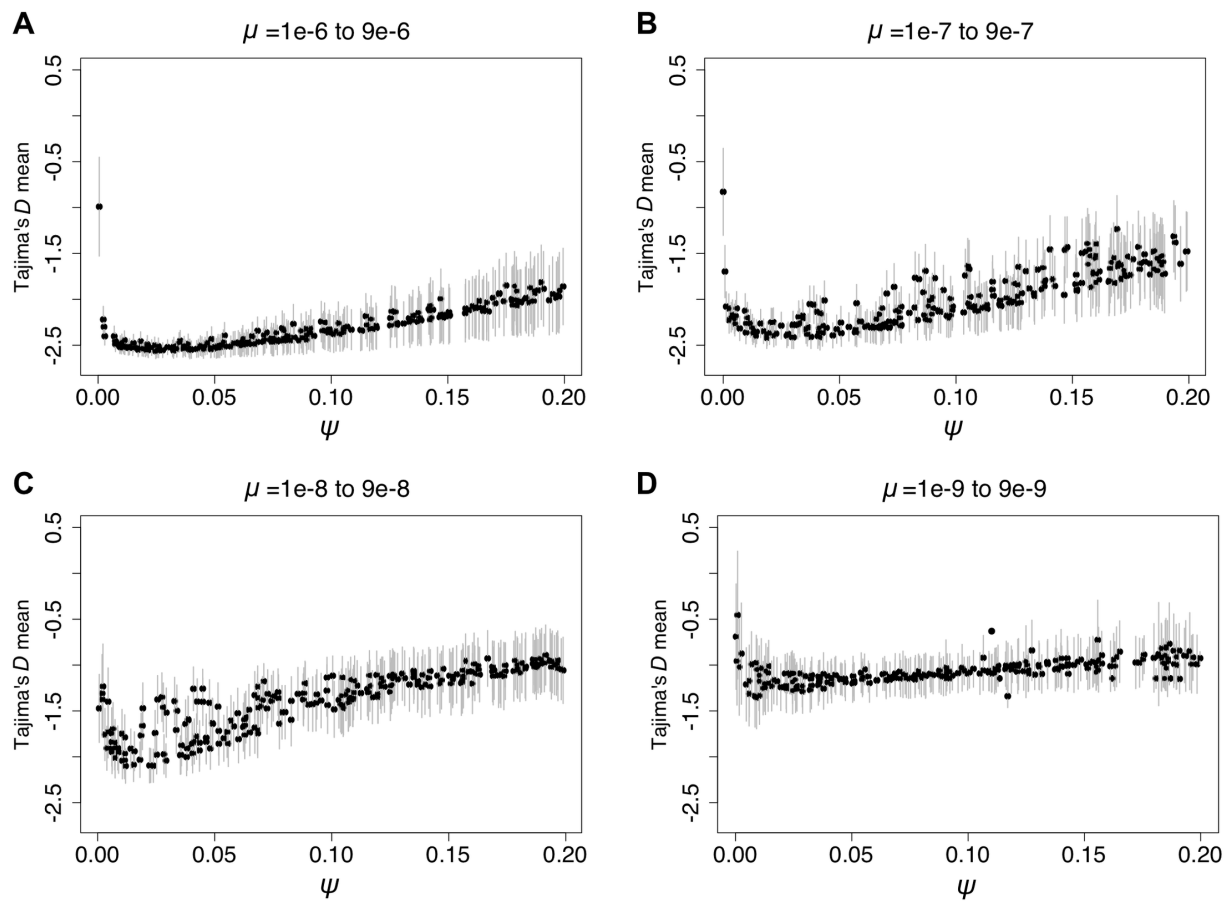 A
μ =1e-6 to 9e-6
Tajima's D mean
0.5
-0.5
-1.5
-2.5
0.00 0.05 0.10 0.15 0.20
ψ
B
μ =1e-7 to 9e-7
Tajima's D mean
0.5
-0.5
-1.5
-2.5
0.00 0.05 0.10 0.15 0.20
ψ
C
μ =1e-8 to 9e-8
Tajima's D mean
0.5
-0.5
-1.5
-2.5
0.00 0.05 0.10 0.15 0.20
ψ
D
μ =1e-9 to 9e-9
Tajima's D mean
0.5
-0.5
-1.5
-2.5
0.00 0.05 0.10 0.15 0.20
ψ